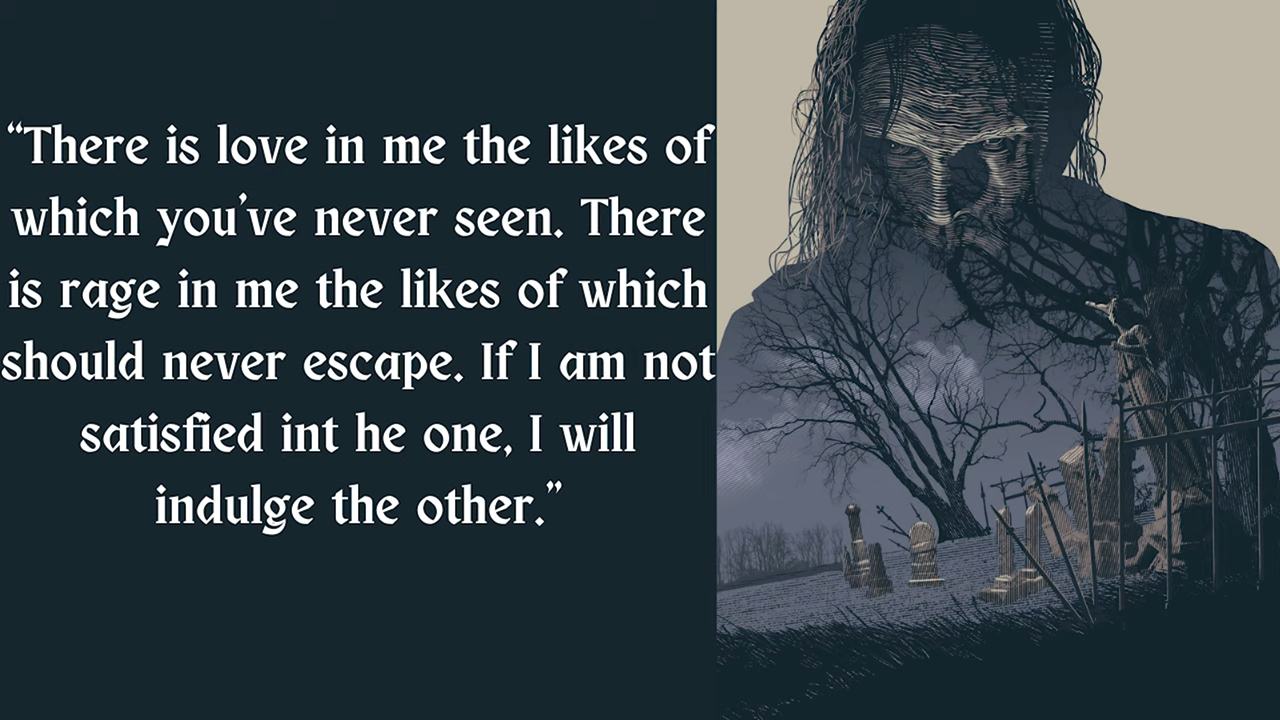 “There is love in me the likes of
which you’ve never seen. There
is rage in me the likes of which
should never escape. If I am not
satisfied int he one, I will
indulge the other.”